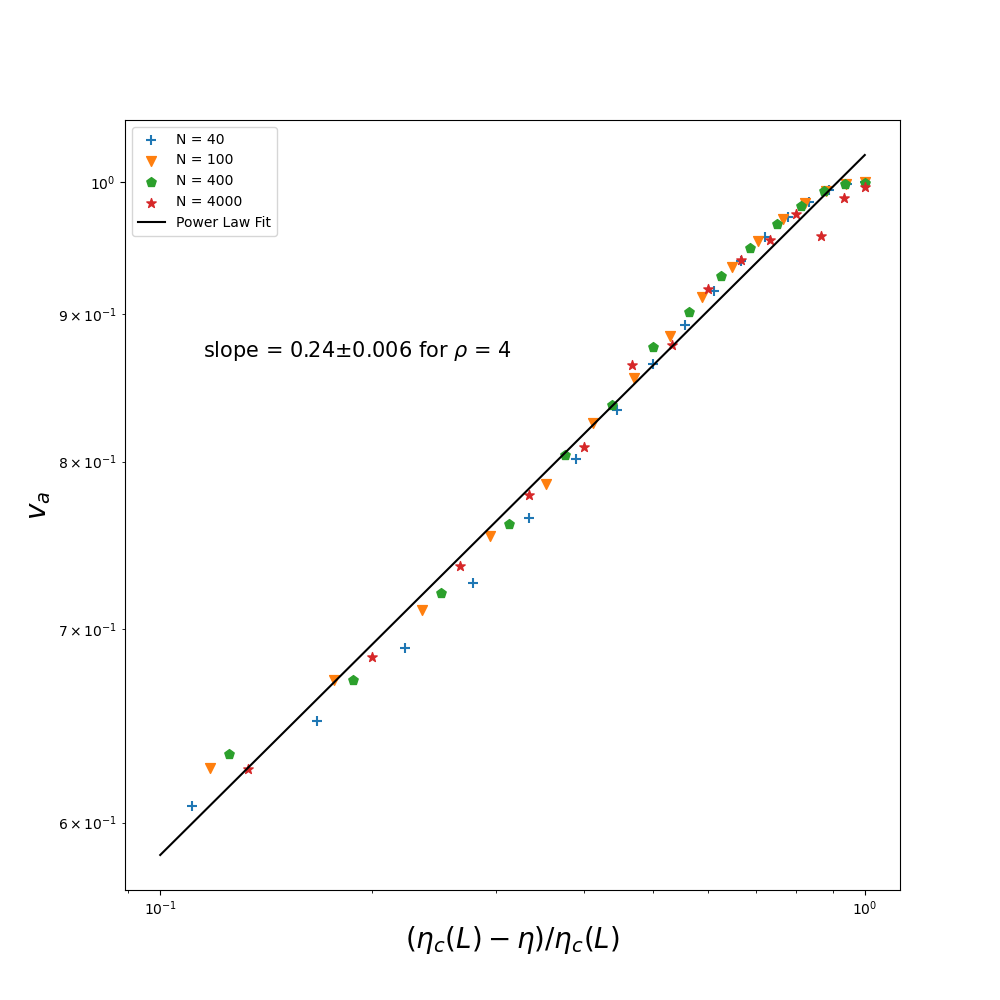 N = 40
N = 100
N = 400
N = 4000
Power Law Fit
10⁰
9 × 10⁻¹
slope = 0.24±0.006 for ρ = 4
8 × 10⁻¹
vₐ
7 × 10⁻¹
6 × 10⁻¹
10⁻¹ 10⁰
(η_c(L) − η)/η_c(L)